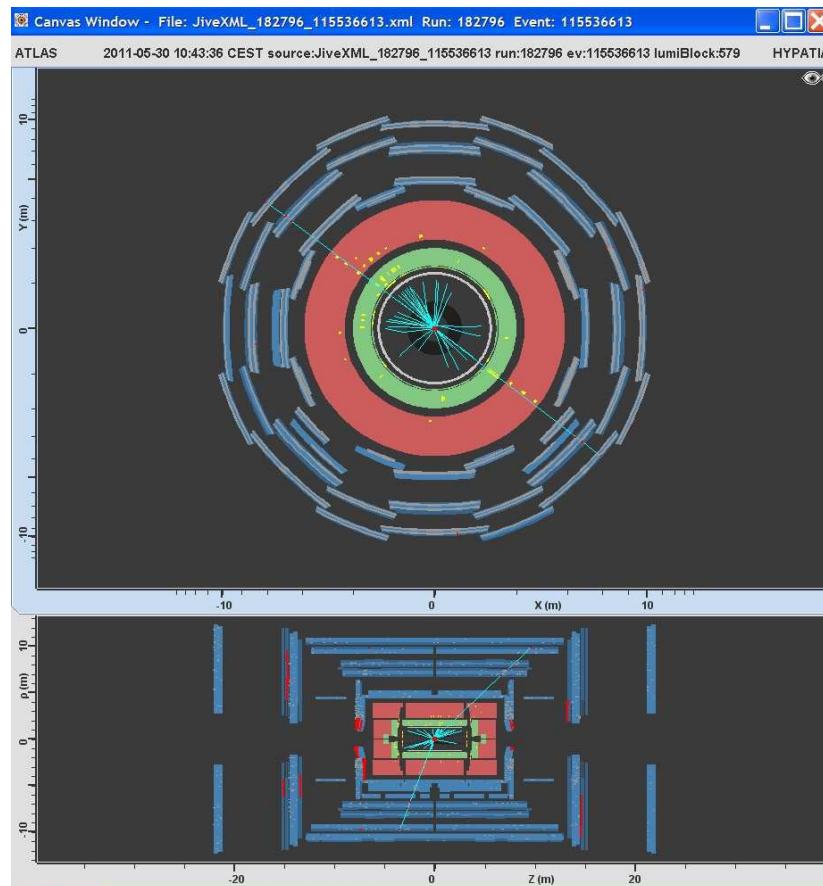 Canvas Window - File: JiveXML_182796_115536613.xml Run: 182796 Event: 115536613
ATLAS 2011-05-30 10:43:36 CEST source:JiveXML_182796_115536613 run:182796 ev:115536613 lumiBlock:579 HYPATIA
10
Y (m)
0
-10
-10 0 X (m) 10
10
ρ (m)
0
-10
-20 0 Z (m) 20